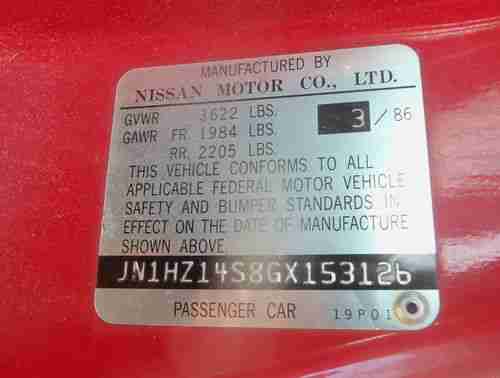 MANUFACTURED BY
NISSAN MOTOR CO., LTD.
GVWR 3622 LBS. 3 / 86
GAWR FR. 1984 LBS.
RR. 2205 LBS.
THIS VEHICLE CONFORMS TO ALL
APPLICABLE FEDERAL MOTOR VEHICLE
SAFETY AND BUMPER STANDARDS IN
EFFECT ON THE DATE OF MANUFACTURE
SHOWN ABOVE.
JN1HZ14S8GX153126
PASSENGER CAR 19P01